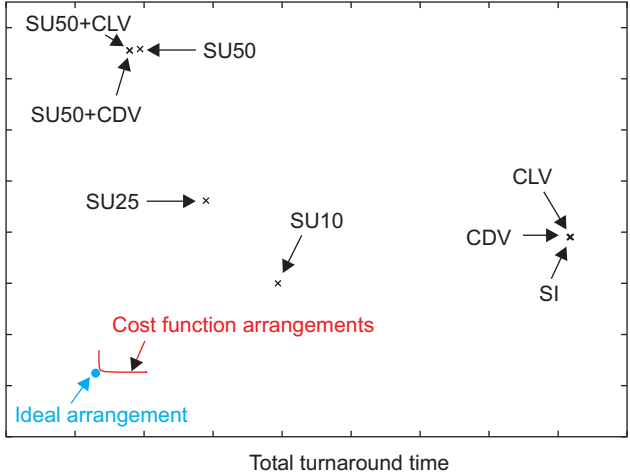 SU50+CLV
SU50
SU50+CDV
CLV
SU25
SU10
CDV
SI
Cost function arrangements
Ideal arrangement
Total turnaround time